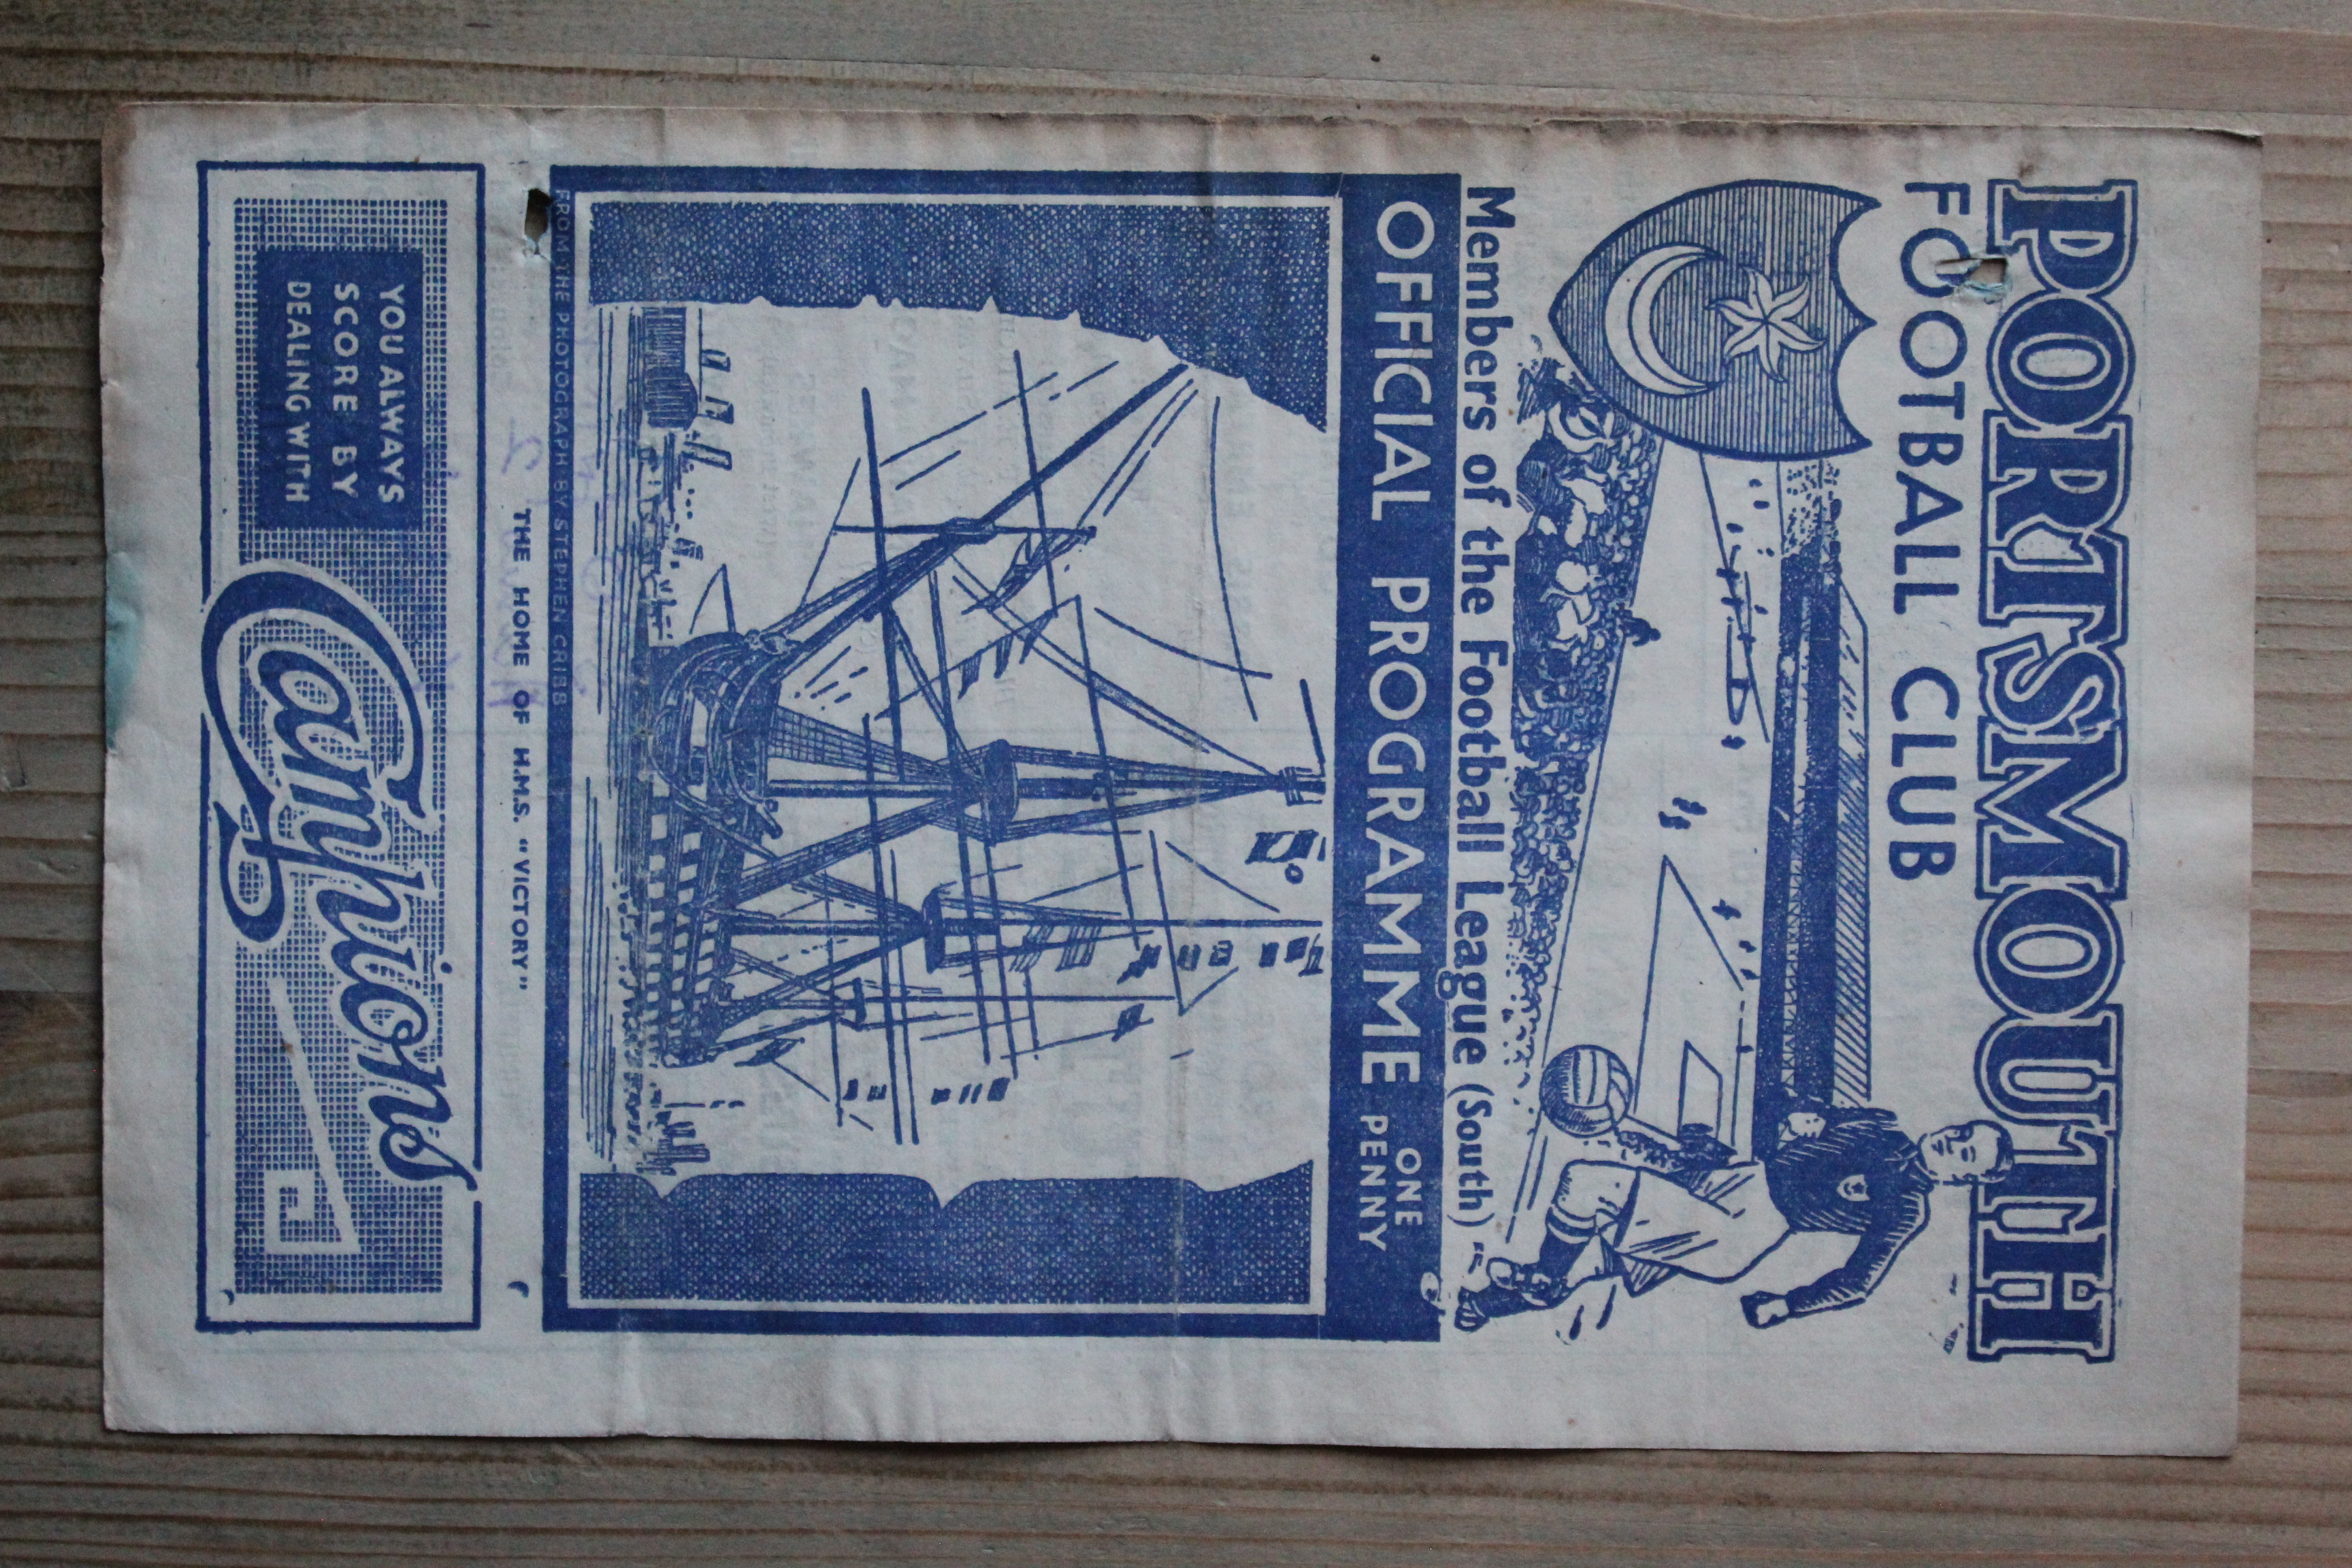 PORTSMOUTH
FOOTBALL CLUB
Members of the Football League (South)
OFFICIAL PROGRAMME ONE PENNY
FROM THE PHOTOGRAPH BY STEPHEN CRIBB
THE HOME OF H.M.S. "VICTORY"
YOU ALWAYS
SCORE BY
DEALING WITH
Campions